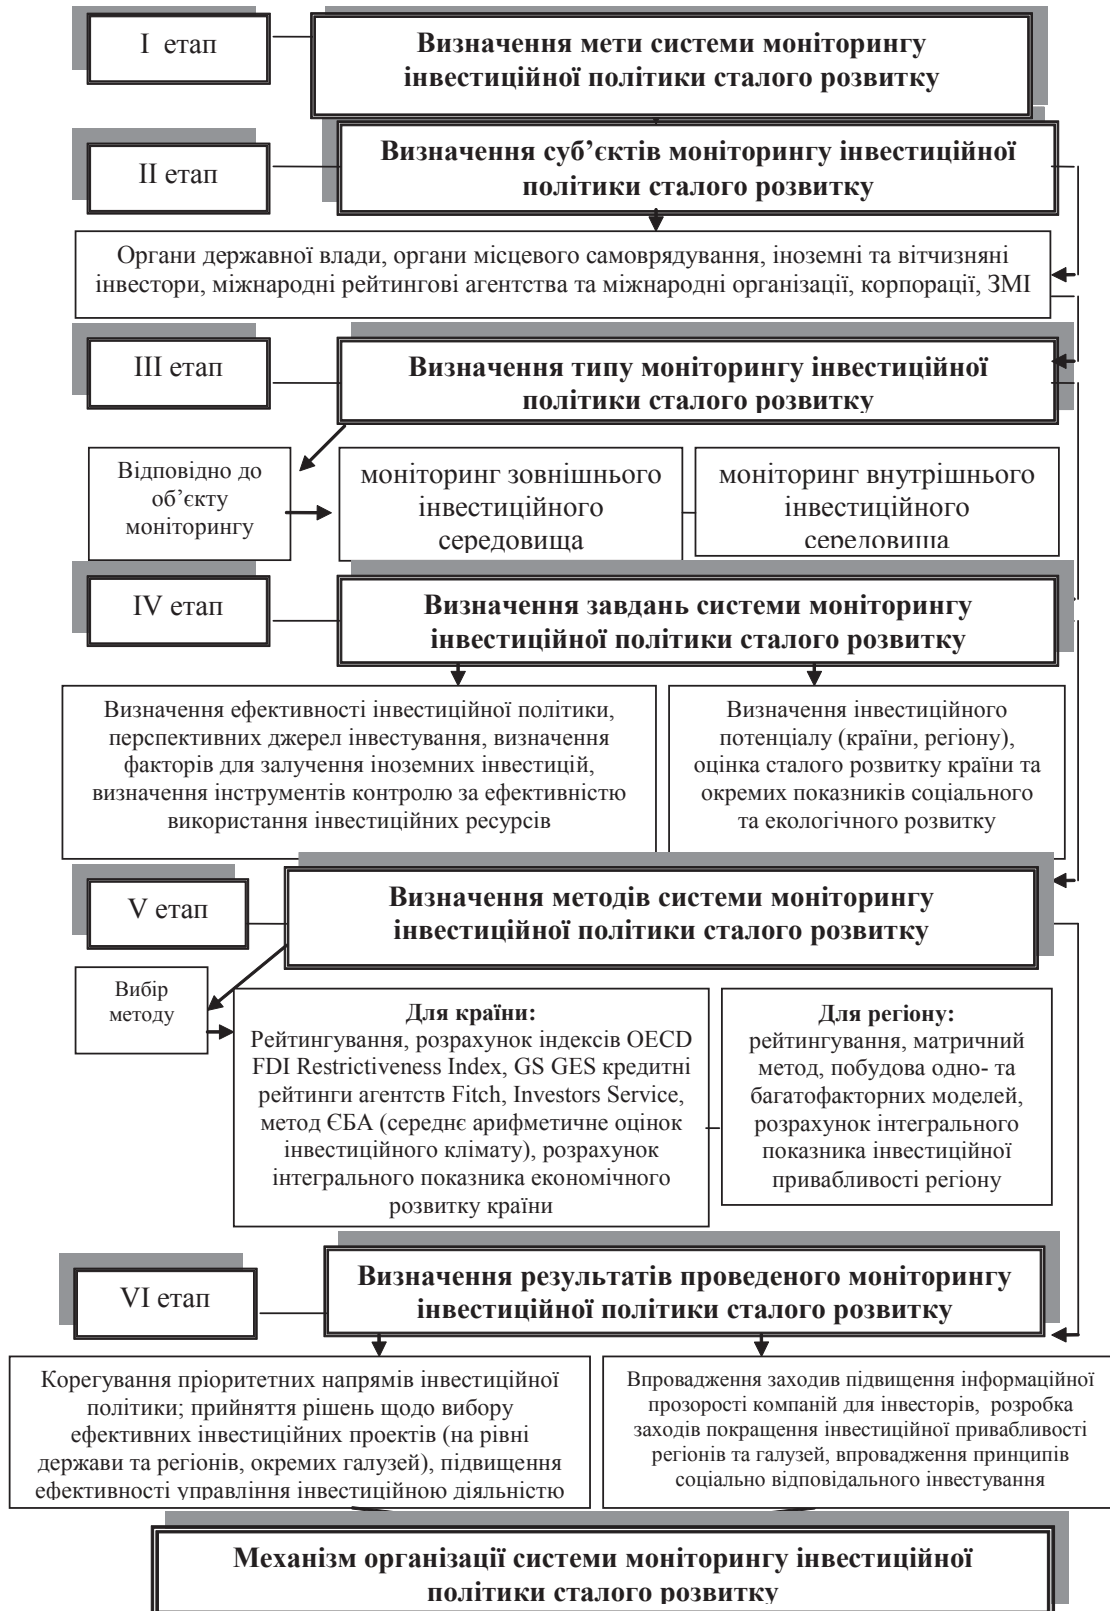 І етап
Визначення мети системи моніторингу
інвестиційної політики сталого розвитку
ІІ етап
Визначення суб’єктів моніторингу інвестиційної
політики сталого розвитку
Органи державної влади, органи місцевого самоврядування, іноземні та вітчизняні
інвестори, міжнародні рейтингові агентства та міжнародні організації, корпорації, ЗМІ
ІІІ етап
Визначення типу моніторингу інвестиційної
політики сталого розвитку
Відповідно до
об’єкту
моніторингу
моніторинг зовнішнього
інвестиційного
середовища
моніторинг внутрішнього
інвестиційного
середовища
IV етап
Визначення завдань системи моніторингу
інвестиційної політики сталого розвитку
Визначення ефективності інвестиційної політики,
перспективних джерел інвестування, визначення
факторів для залучення іноземних інвестицій,
визначення інструментів контролю за ефективністю
використання інвестиційних ресурсів
Визначення інвестиційного
потенціалу (країни, регіону),
оцінка сталого розвитку країни та
окремих показників соціального
та екологічного розвитку
V етап
Визначення методів системи моніторингу
інвестиційної політики сталого розвитку
Вибір
методу
Для країни:
Рейтингування, розрахунок індексів OECD
FDI Restrictiveness Index, GS GES кредитні
рейтинги агентств Fitch, Investors Service,
метод ЄБА (середнє арифметичне оцінок
інвестиційного клімату), розрахунок
інтегрального показника економічного
розвитку країни
Для регіону:
рейтингування, матричний
метод, побудова одно- та
багатофакторних моделей,
розрахунок інтегрального
показника інвестиційної
привабливості регіону
VI етап
Визначення результатів проведеного моніторингу
інвестиційної політики сталого розвитку
Корегування пріоритетних напрямів інвестиційної
політики; прийняття рішень щодо вибору
ефективних інвестиційних проектів (на рівні
держави та регіонів, окремих галузей), підвищення
ефективності управління інвестиційною діяльністю
Впровадження заходив підвищення інформаційної
прозорості компаній для інвесторів, розробка
заходів покращення інвестиційної привабливості
регіонів та галузей, впровадження принципів
соціально відповідального інвестування
Механізм організації системи моніторингу інвестиційної
політики сталого розвитку